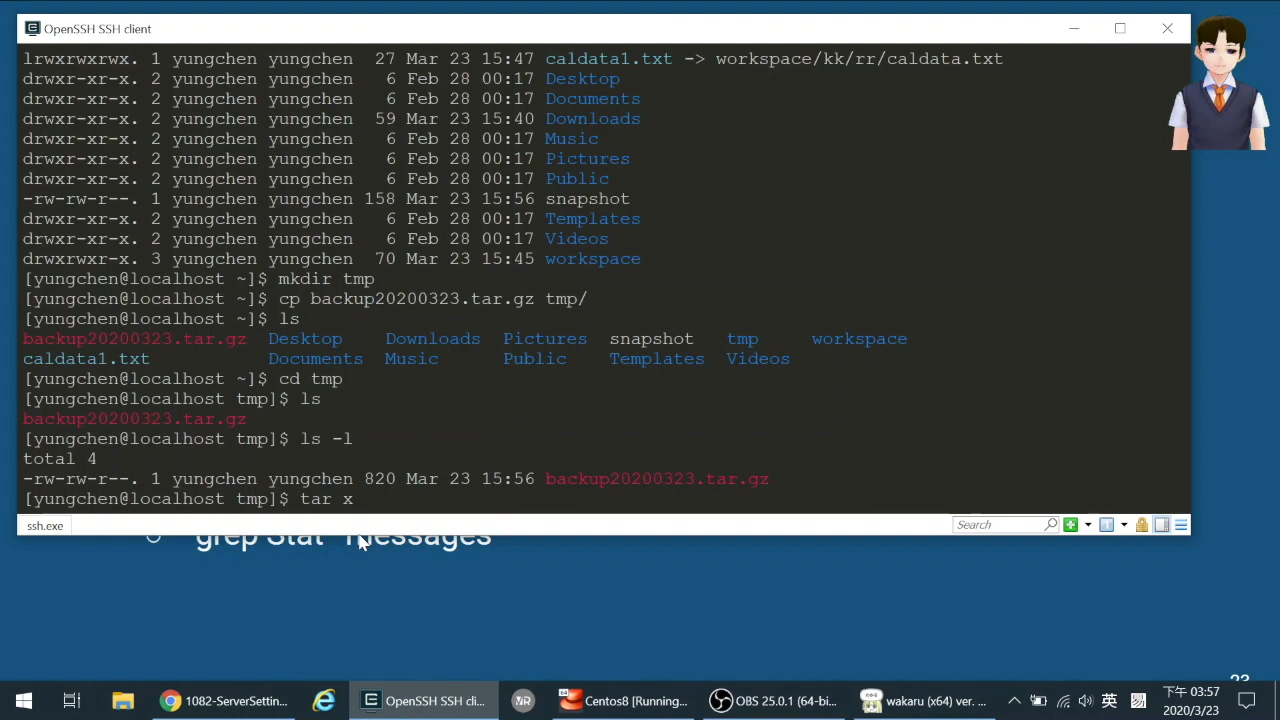 OpenSSH SSH client
lrwxrwxrwx. 1 yungchen yungchen  27 Mar 23 15:47 caldata1.txt -> workspace/kk/rr/caldata.txt
drwxr-xr-x. 2 yungchen yungchen   6 Feb 28 00:17 Desktop
drwxr-xr-x. 2 yungchen yungchen   6 Feb 28 00:17 Documents
drwxr-xr-x. 2 yungchen yungchen  59 Mar 23 15:40 Downloads
drwxr-xr-x. 2 yungchen yungchen   6 Feb 28 00:17 Music
drwxr-xr-x. 2 yungchen yungchen   6 Feb 28 00:17 Pictures
drwxr-xr-x. 2 yungchen yungchen   6 Feb 28 00:17 Public
-rw-rw-r--. 1 yungchen yungchen 158 Mar 23 15:56 snapshot
drwxr-xr-x. 2 yungchen yungchen   6 Feb 28 00:17 Templates
drwxr-xr-x. 2 yungchen yungchen   6 Feb 28 00:17 Videos
drwxr-xr-x. 3 yungchen yungchen  70 Mar 23 15:45 workspace
[yungchen@localhost ~]$ mkdir tmp
[yungchen@localhost ~]$ cp backup20200323.tar.gz tmp/
[yungchen@localhost ~]$ ls
backup20200323.tar.gz  Desktop    Downloads  Pictures  snapshot   tmp     workspace
caldata1.txt           Documents  Music      Public    Templates  Videos
[yungchen@localhost ~]$ cd tmp
[yungchen@localhost tmp]$ ls
backup20200323.tar.gz
[yungchen@localhost tmp]$ ls -l
total 4
-rw-rw-r--. 1 yungchen yungchen 820 Mar 23 15:56 backup20200323.tar.gz
[yungchen@localhost tmp]$ tar x
ssh.exe
Search
messages
1082-ServerSettin...
OpenSSH SSH cli...
Centos8 [Running...
OBS 25.0.1 (64-bi...
wakaru (x64) ver. ...
英
下午 03:57
2020/3/23